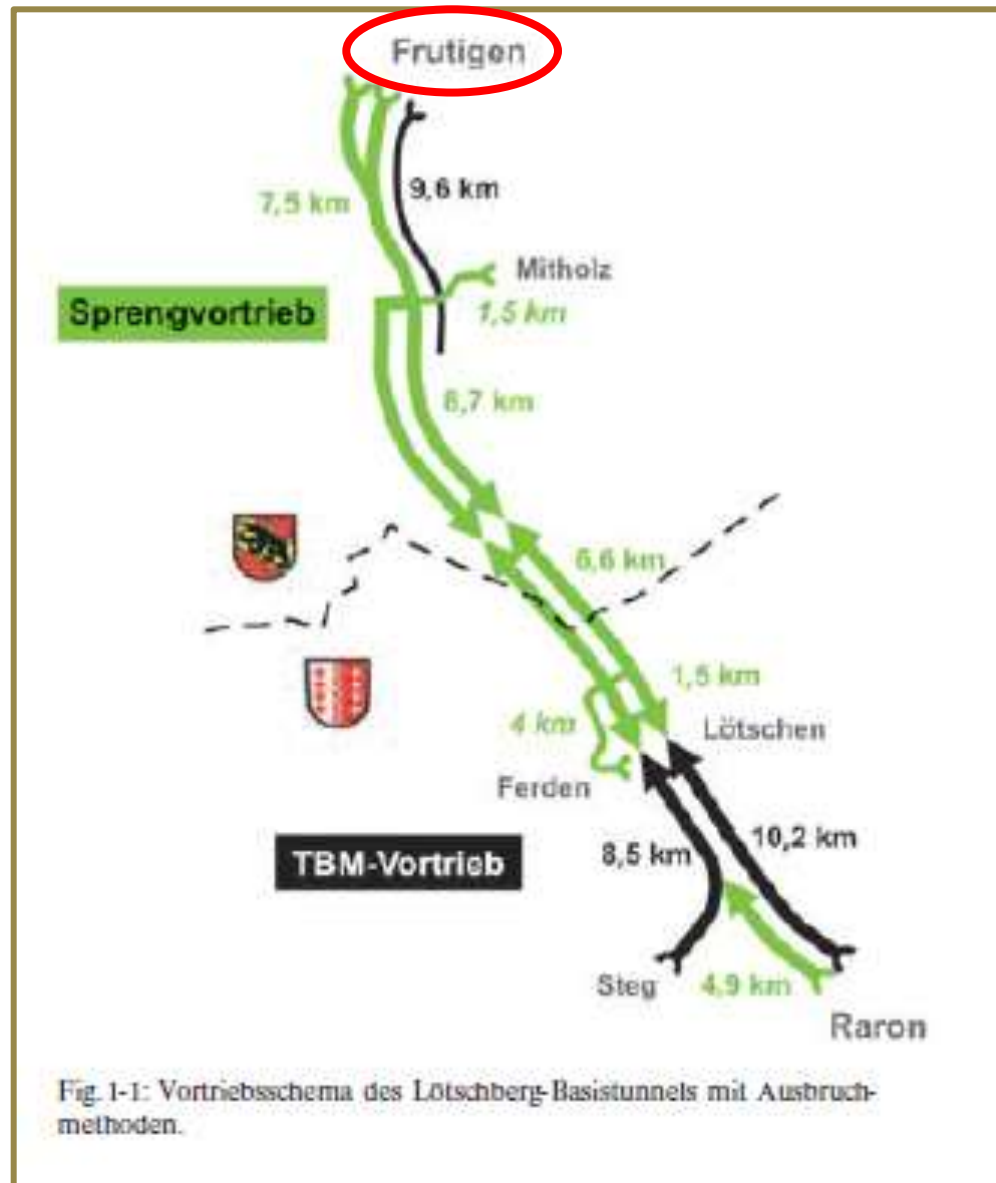 Frutigen
9,6 km
7,5 km
Mitholz
Sprengvortrieb
1,5 km
6,7 km
6,6 km
1,5 km
4 km
Lötschen
Ferden
10,2 km
8,5 km
TBM-Vortrieb
Steg
4,9 km
Raron
Fig. 1-1: Vortriebsschema des Lötschberg-Basistunnels mit Ausbruch-
methoden.